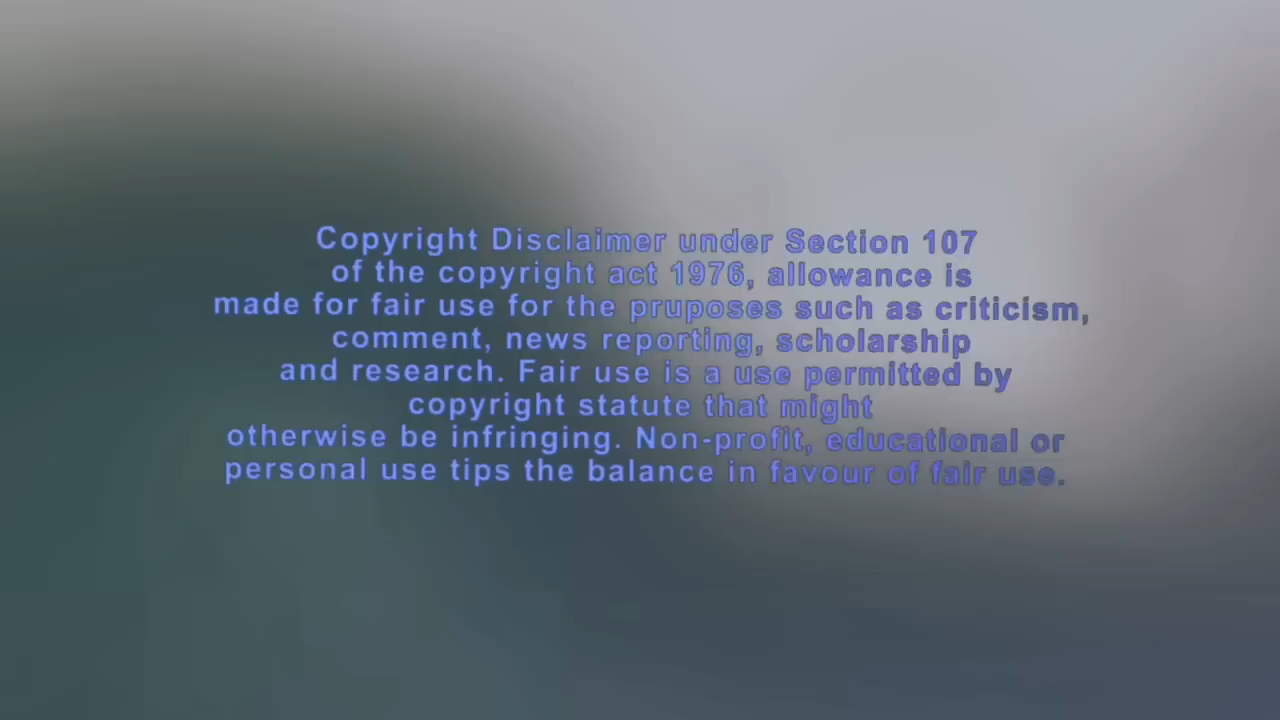 Copyright Disclaimer under Section 107
of the copyright act 1976, allowance is
made for fair use for the pruposes such as criticism,
comment, news reporting, scholarship
and research. Fair use is a use permitted by
copyright statute that might
otherwise be infringing. Non-profit, educational or
personal use tips the balance in favour of fair use.